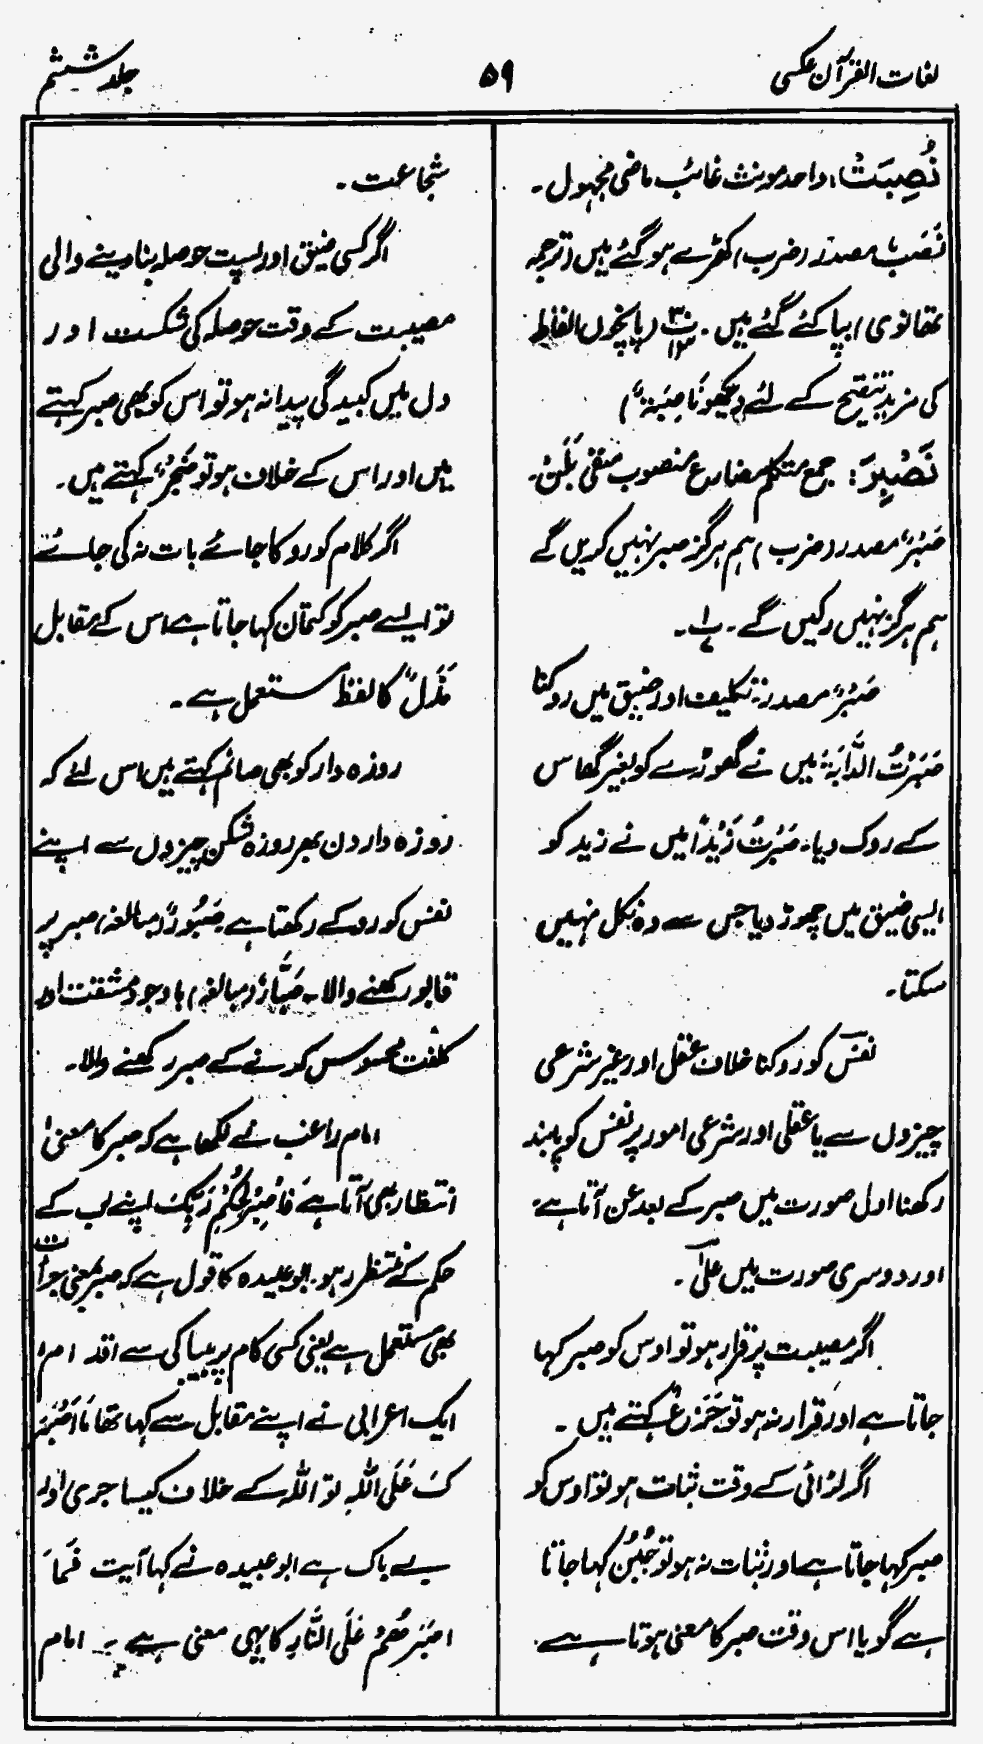 لغات القرآن عکسی
۵۹
جلد ششم
نُصِبَتْ: واحد مونث غائب ماضی مجہول۔
نَصْبٌ مصدر (ضرب) کھڑے ہو گئے ہیں (ترجمہ
تھانوی) بپا کئے گئے ہیں۔ (پانچوں الفاظ
کی مزید تنقیح کے لئے دیکھو نَاصِبَةٌ)
نَصْبِرَ: جمع متکلم مضارع منصوب منفی بَلَنْ۔
صَبْرٌ مصدر (ضرب) ہم ہرگز صبر نہیں کریں گے
ہم ہرگز نہیں رکیں گے۔ پ۱۔
صَبْرٌ مصدر: تکلیف اور ضیق میں روکنا
صَبَرْتُ الدَّابَّةَ میں نے گھوڑے کو بغیر گھاس
کے روک دیا۔ صَبَرْتُ زَیْدًا میں نے زید کو
ایسی ضیق میں چھوڑ دیا جس سے وہ نکل نہیں
سکتا۔
نفس کو روکنا خلاف عقل اور غیر شرعی
چیزوں سے یا عقلی اور شرعی امور پر نفس کو پابند
رکھنا اول صورت میں صبر کے بعد عن آتا ہے۔
اور دوسری صورت میں علیٰ۔
اگر مصیبت پر قرار ہو تو اوس کو صبر کہا
جاتا ہے اور قرار نہ ہو تو جَزَعٌ کہتے ہیں۔
اگر لڑائی کے وقت ثبات ہو تو اوس کو
صبر کہا جاتا ہے اور ثبات نہ ہو تو جُبُنٌ کہا جاتا
ہے گویا اس وقت صبر کا معنی ہوتا ہے
شجاعت۔
اگر کسی ضیق اور پست حوصلہ بنا دینے والی
مصیبت کے وقت حوصلہ کی شکست اور
دل میں کبیدگی پیدا نہ ہو تو اس کو بھی صبر کہتے
ہیں اور اس کے خلاف ہو تو ضَجْرٌ کہتے ہیں۔
اگر کلام کو روکا جائے بات نہ کی جائے
تو ایسے صبر کو کتمان کہا جاتا ہے اس کے مقابل
مَذَلٌ کا لفظ مستعمل ہے۔
روزہ دار کو بھی صائم کہتے ہیں اس لئے کہ
روزہ دار دن بھر روزہ شکن چیزوں سے اپنے
نفس کو روکے رکھتا ہے صَبُوْرٌ (مبالغہ) صبر پر
قابو رکھنے والا۔ صَبَّارٌ (مبالغہ) باوجود مشقت اور
کلفت محسوس کرنے کے صبر رکھنے والا۔
امام راغب نے لکھا ہے کہ صبر کا معنیٰ
انتظار بھی آتا ہے فَاصْبِرْ لِحُکْمِ رَبِّکَ اپنے رب کے
حکم کے منتظر رہو۔ ابو عبیدہ کا قول ہے کہ صبر بمعنی جرأت
بھی مستعمل ہے یعنی کسی کام پر بیباکی سے اقدام۔
ایک اعرابی نے اپنے مقابل سے کہا تھا مَا اَصْبَرَ
کَ عَلَی اللّٰہِ تو اللہ کے خلاف کیسا جری اور
بے باک ہے ابو عبیدہ نے کہا آیت فَمَا
اَصْبَرَھُمْ عَلَی النَّارِ کا یہی معنی ہے۔ امام